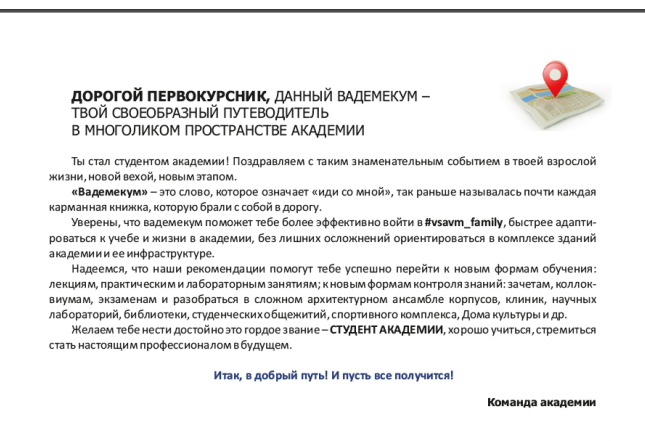 ДОРОГОЙ ПЕРВОКУРСНИК, ДАННЫЙ ВАДЕМЕКУМ –
ТВОЙ СВОЕОБРАЗНЫЙ ПУТЕВОДИТЕЛЬ
В МНОГОЛИКОМ ПРОСТРАНСТВЕ АКАДЕМИИ
Ты стал студентом академии! Поздравляем с таким знаменательным событием в твоей взрослой
жизни, новой вехой, новым этапом.
«Вадемекум» – это слово, которое означает «иди со мной», так раньше называлась почти каждая
карманная книжка, которую брали с собой в дорогу.
Уверены, что вадемекум поможет тебе более эффективно войти в #vsavm_family, быстрее адапти-
роваться к учебе и жизни в академии, без лишних осложнений ориентироваться в комплексе зданий
академии и ее инфраструктуре.
Надеемся, что наши рекомендации помогут тебе успешно перейти к новым формам обучения:
лекциям, практическим и лабораторным занятиям; к новым формам контроля знаний: зачетам, коллок-
виумам, экзаменам и разобраться в сложном архитектурном ансамбле корпусов, клиник, научных
лабораторий, библиотеки, студенческих общежитий, спортивного комплекса, Дома культуры и др.
Желаем тебе нести достойно это гордое звание – СТУДЕНТ АКАДЕМИИ, хорошо учиться, стремиться
стать настоящим профессионалом в будущем.
Итак, в добрый путь! И пусть все получится!
Команда академии